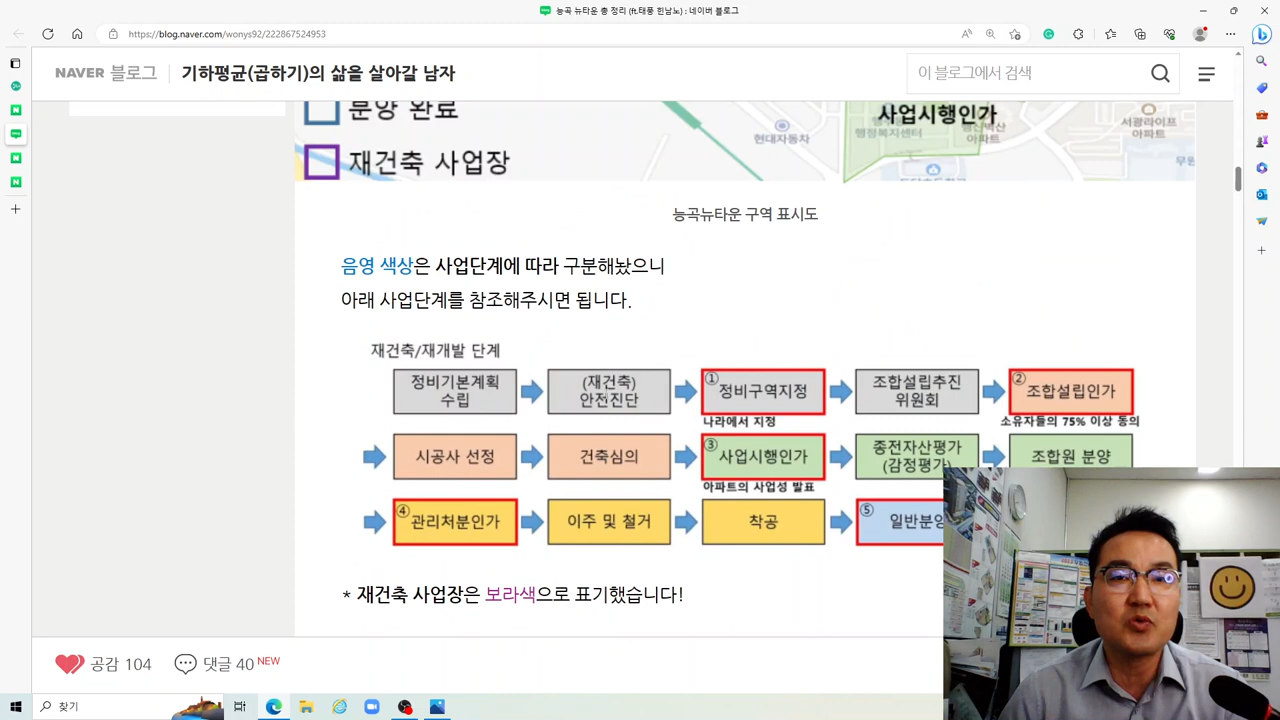 능곡 뉴타운 총 정리 (ft.태풍 힌남노) : 네이버 블로그
https://blog.naver.com/wonys92/222867524953
NAVER 블로그
기하평균(곱하기)의 삶을 살아갈 남자
이 블로그에서 검색
분양 완료
재건축 사업장
사업시행인가
행정복지센터
현대자동차
서광라이프
아파트
무원
능곡뉴타운 구역 표시도
음영 색상은 사업단계에 따라 구분해놨으니
아래 사업단계를 참조해주시면 됩니다.
재건축/재개발 단계
정비기본계획
수립
(재건축)
안전진단
① 정비구역지정
나라에서 지정
조합설립추진
위원회
② 조합설립인가
소유자들의 75% 이상 동의
시공사 선정
건축심의
③ 사업시행인가
아파트의 사업성 발표
종전자산평가
(감정평가)
조합원 분양
④ 관리처분인가
이주 및 철거
착공
⑤ 일반분양
* 재건축 사업장은 보라색으로 표기했습니다!
공감 104
댓글 40 NEW
찾기